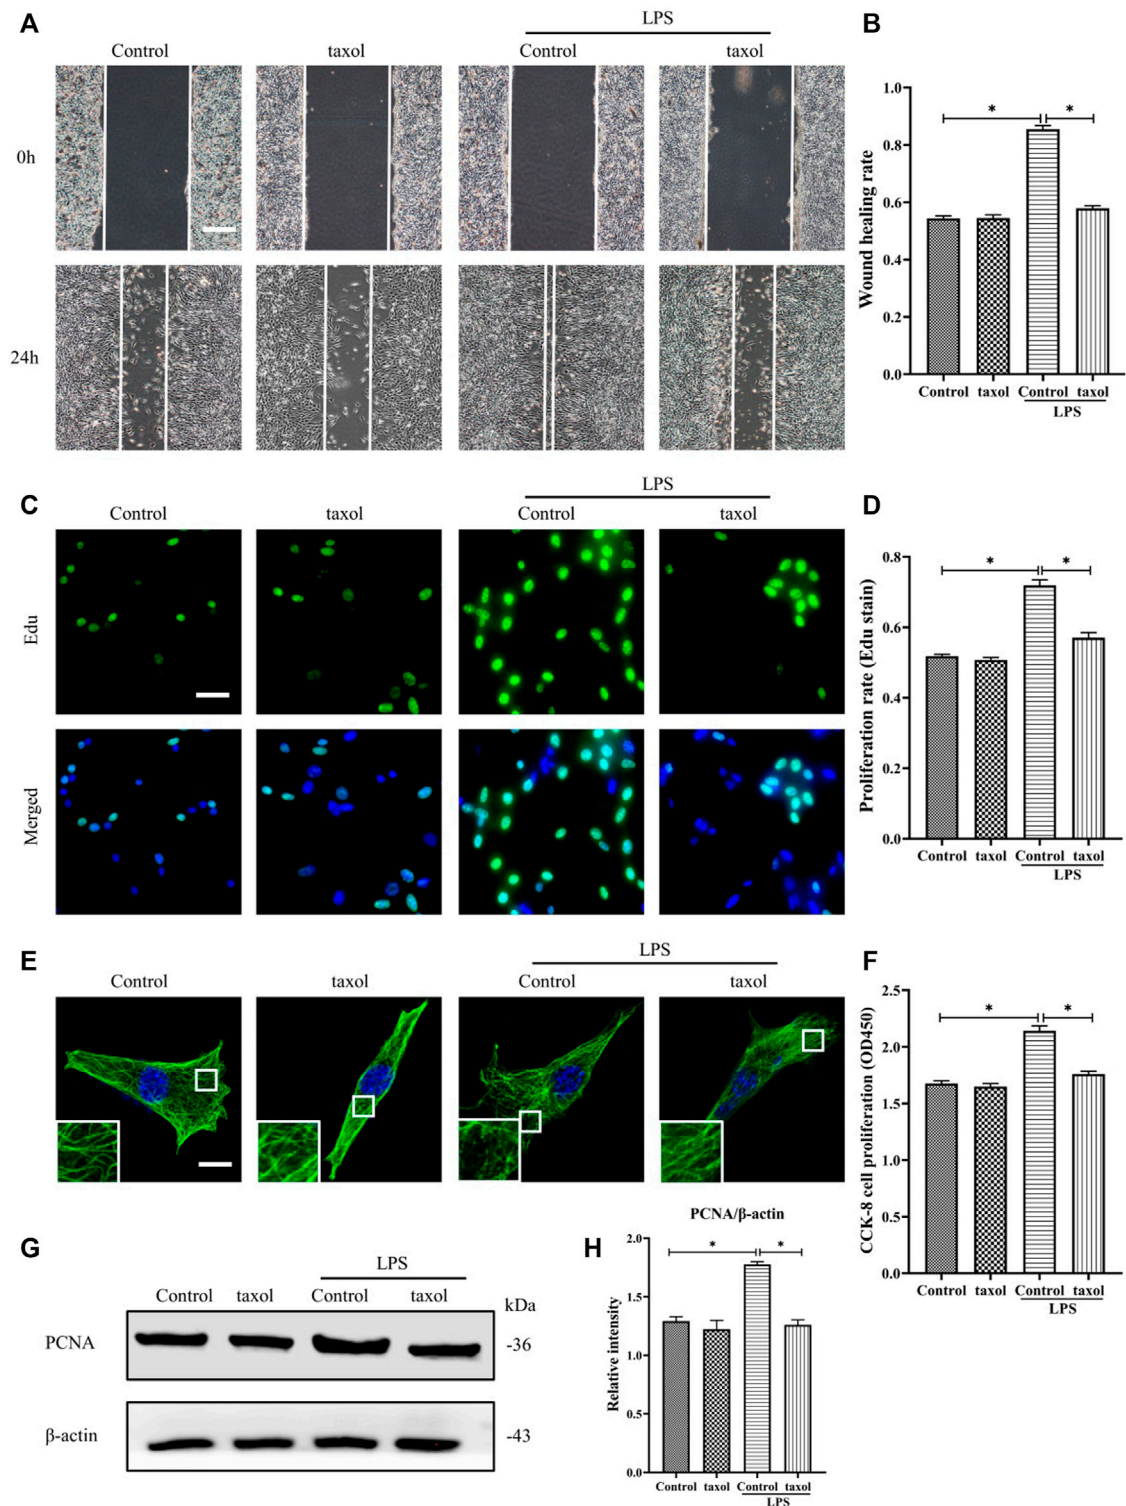 A
LPS
Control taxol Control taxol
0h
24h
B
Wound healing rate
1.0
0.8
0.6
0.4
0.2
0.0
* *
Control taxol Control taxol
LPS
C
LPS
Control taxol Control taxol
Edu
Merged
D
Proliferation rate (Edu stain)
0.8
0.6
0.4
0.2
0.0
* *
Control taxol Control taxol
LPS
E
LPS
Control taxol Control taxol
F
CCK-8 cell proliferation (OD450)
2.5
2.0
1.5
1.0
0.5
0.0
* *
Control taxol Control taxol
LPS
G
LPS
Control taxol Control taxol
kDa
PCNA
-36
β-actin
-43
H
PCNA/β-actin
Relative intensity
2.0
1.5
1.0
0.5
0.0
* *
Control taxol Control taxol
LPS